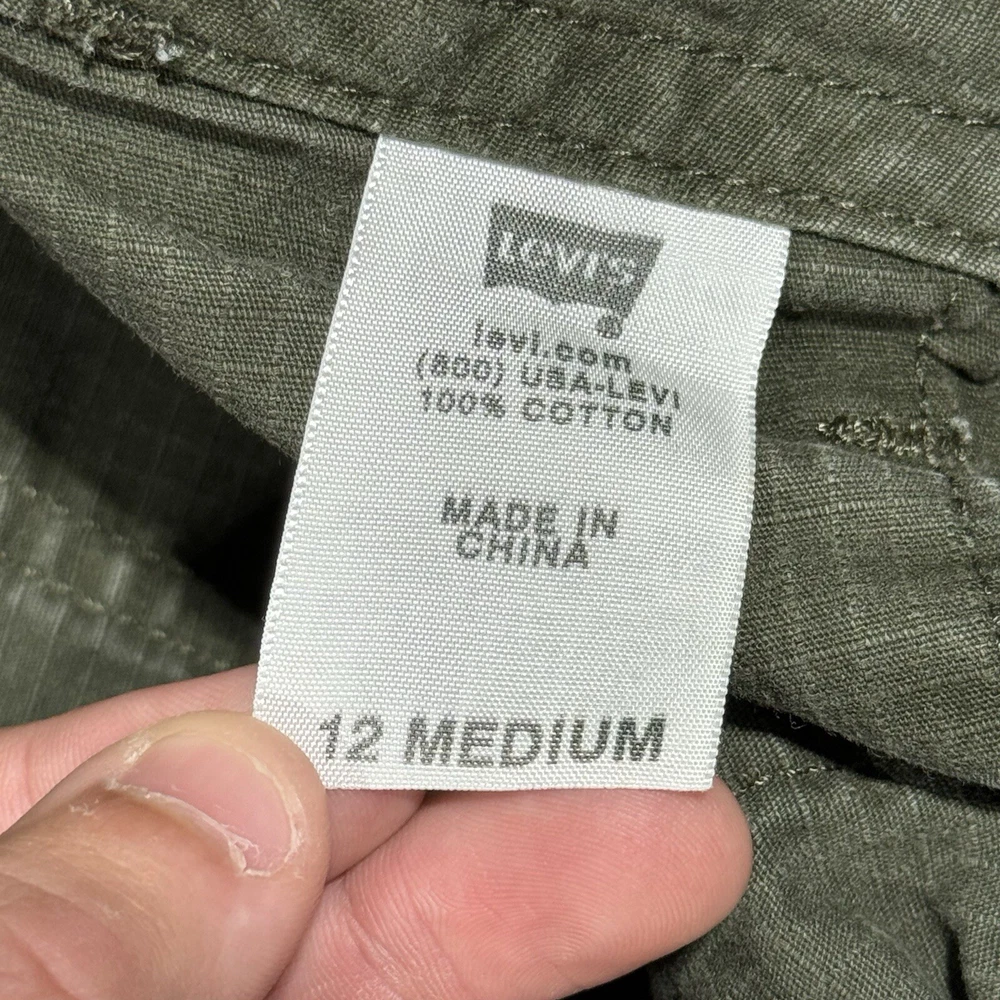 LEVI'S
®
levi.com
(800) USA-LEVI
100% COTTON
MADE IN
CHINA
12 MEDIUM